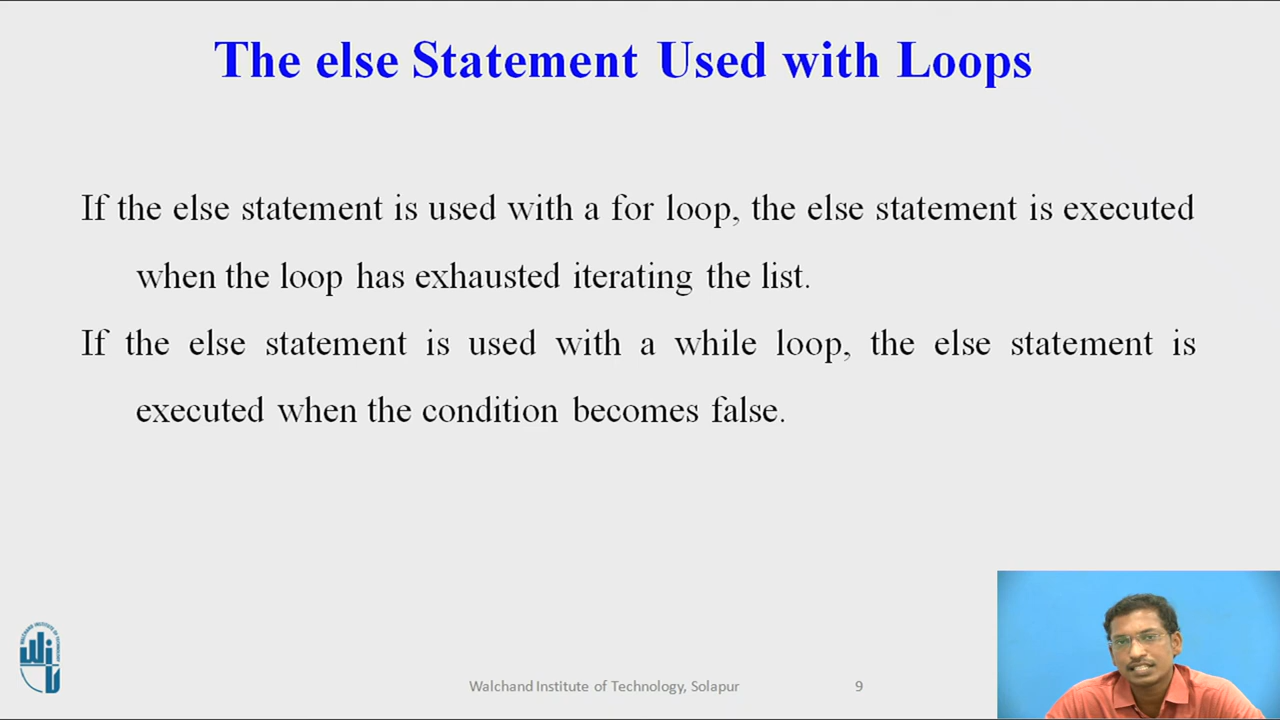 The else Statement Used with Loops
If the else statement is used with a for loop, the else statement is executed
when the loop has exhausted iterating the list.
If the else statement is used with a while loop, the else statement is
executed when the condition becomes false.
Walchand Institute of Technology, Solapur 9